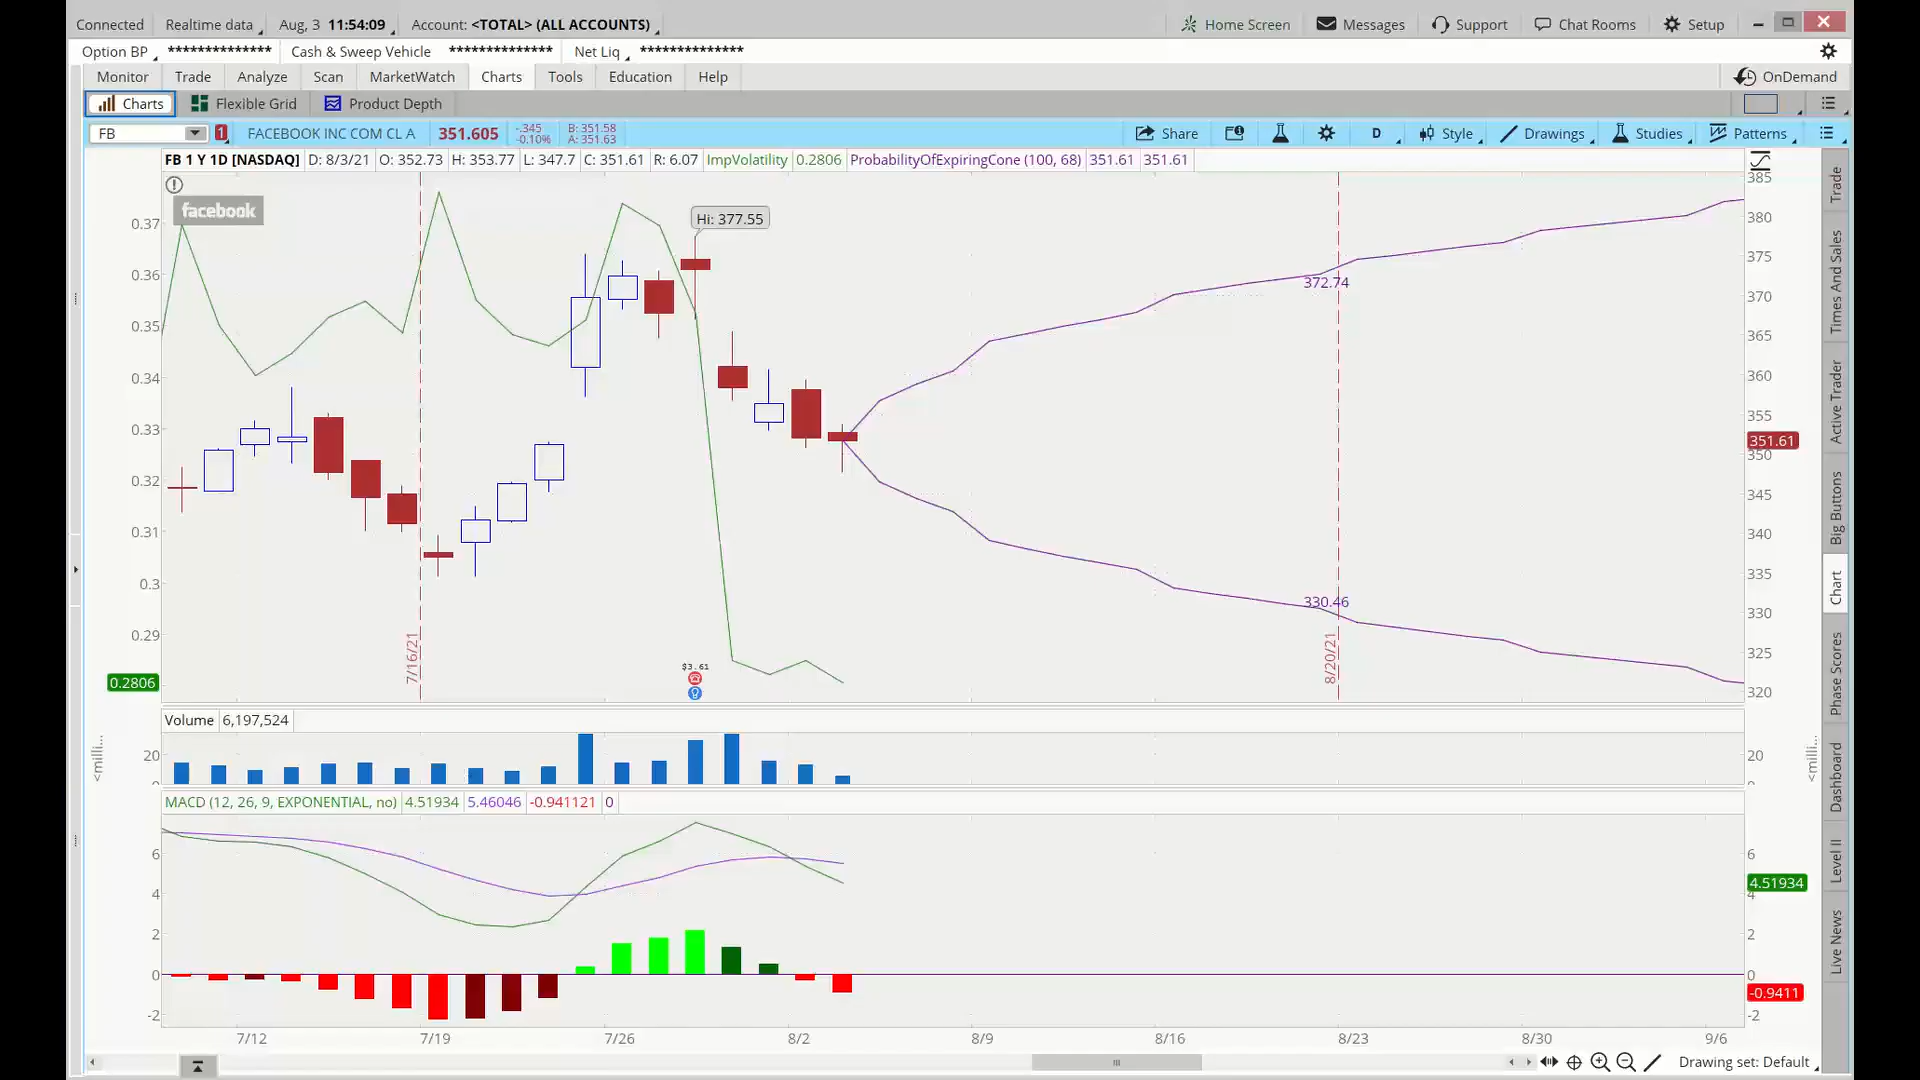 Connected Realtime data Aug, 3 11:54:09 Account: <TOTAL> (ALL ACCOUNTS) Home Screen Messages Support Chat Rooms Setup
Option BP ************** Cash & Sweep Vehicle ************** Net Liq **************
Monitor Trade Analyze Scan MarketWatch Charts Tools Education Help OnDemand
Charts Flexible Grid Product Depth
FB 1 FACEBOOK INC COM CL A 351.605 -.345 B: 351.58 Share D Style Drawings Studies Patterns
-0.10% A: 351.63
FB 1 Y 1D [NASDAQ] D: 8/3/21 O: 352.73 H: 353.77 L: 347.7 C: 351.61 R: 6.07 ImpVolatility 0.2806 ProbabilityOfExpiringCone (100, 68) 351.61 351.61
385
facebook
Hi: 377.55
0.37 380
375
0.36
372.74
370
0.35
365
0.34 360
355
0.33
351.61
350
0.32
345
0.31 340
335
0.3
330.46
330
0.29
325
7/16/21
8/20/21
$3.61
0.2806
320
Volume 6,197,524
20 20
<milli... <milli...
0 0
MACD (12, 26, 9, EXPONENTIAL, no) 4.51934 5.46046 -0.941121 0
6 6
4.51934
4 4
2 2
0 0
-0.9411
-2 -2
7/12 7/19 7/26 8/2 8/9 8/16 8/23 8/30 9/6
Drawing set: Default
Trade
Times And Sales
Active Trader
Big Buttons
Chart
Phase Scores
Dashboard
Level II
Live News